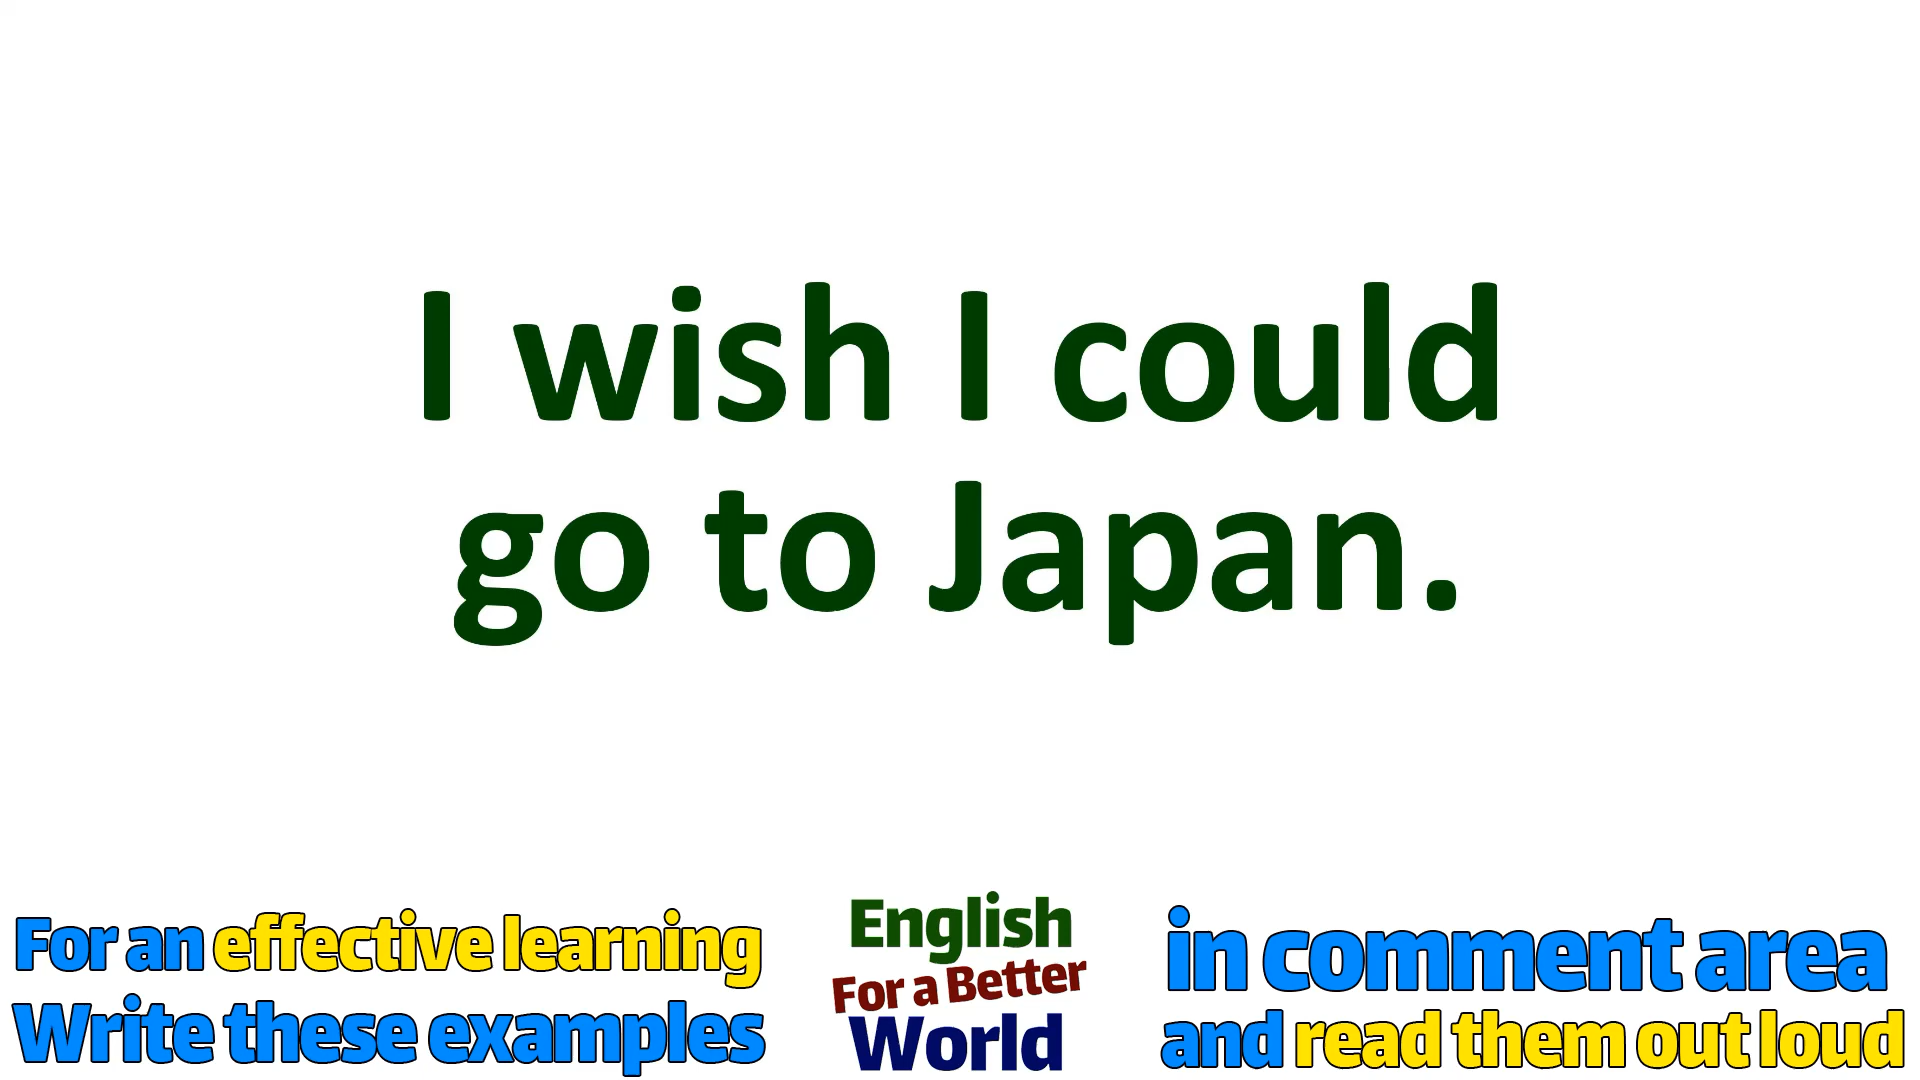 I wish I could
go to Japan.
For an effective learning
Write these examples
English
For a Better
World
in comment area
and read them out loud